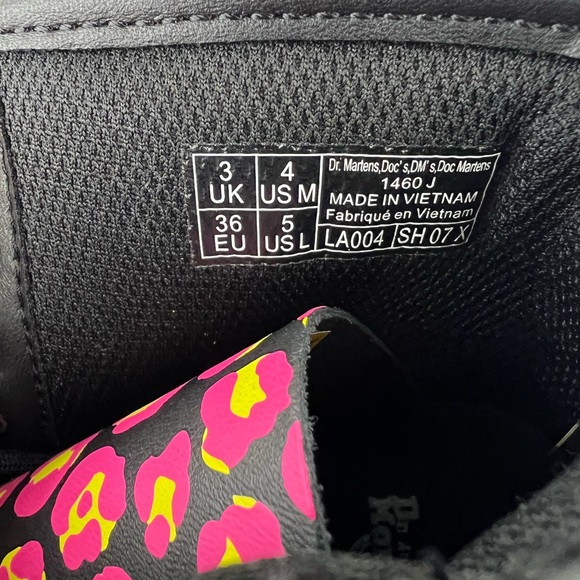 3 UK
4 US M
36 EU
5 US L
Dr. Martens,Doc's,DM's,Doc Martens
1460 J
MADE IN VIETNAM
Fabriqué en Vietnam
LA004
SH 07 X